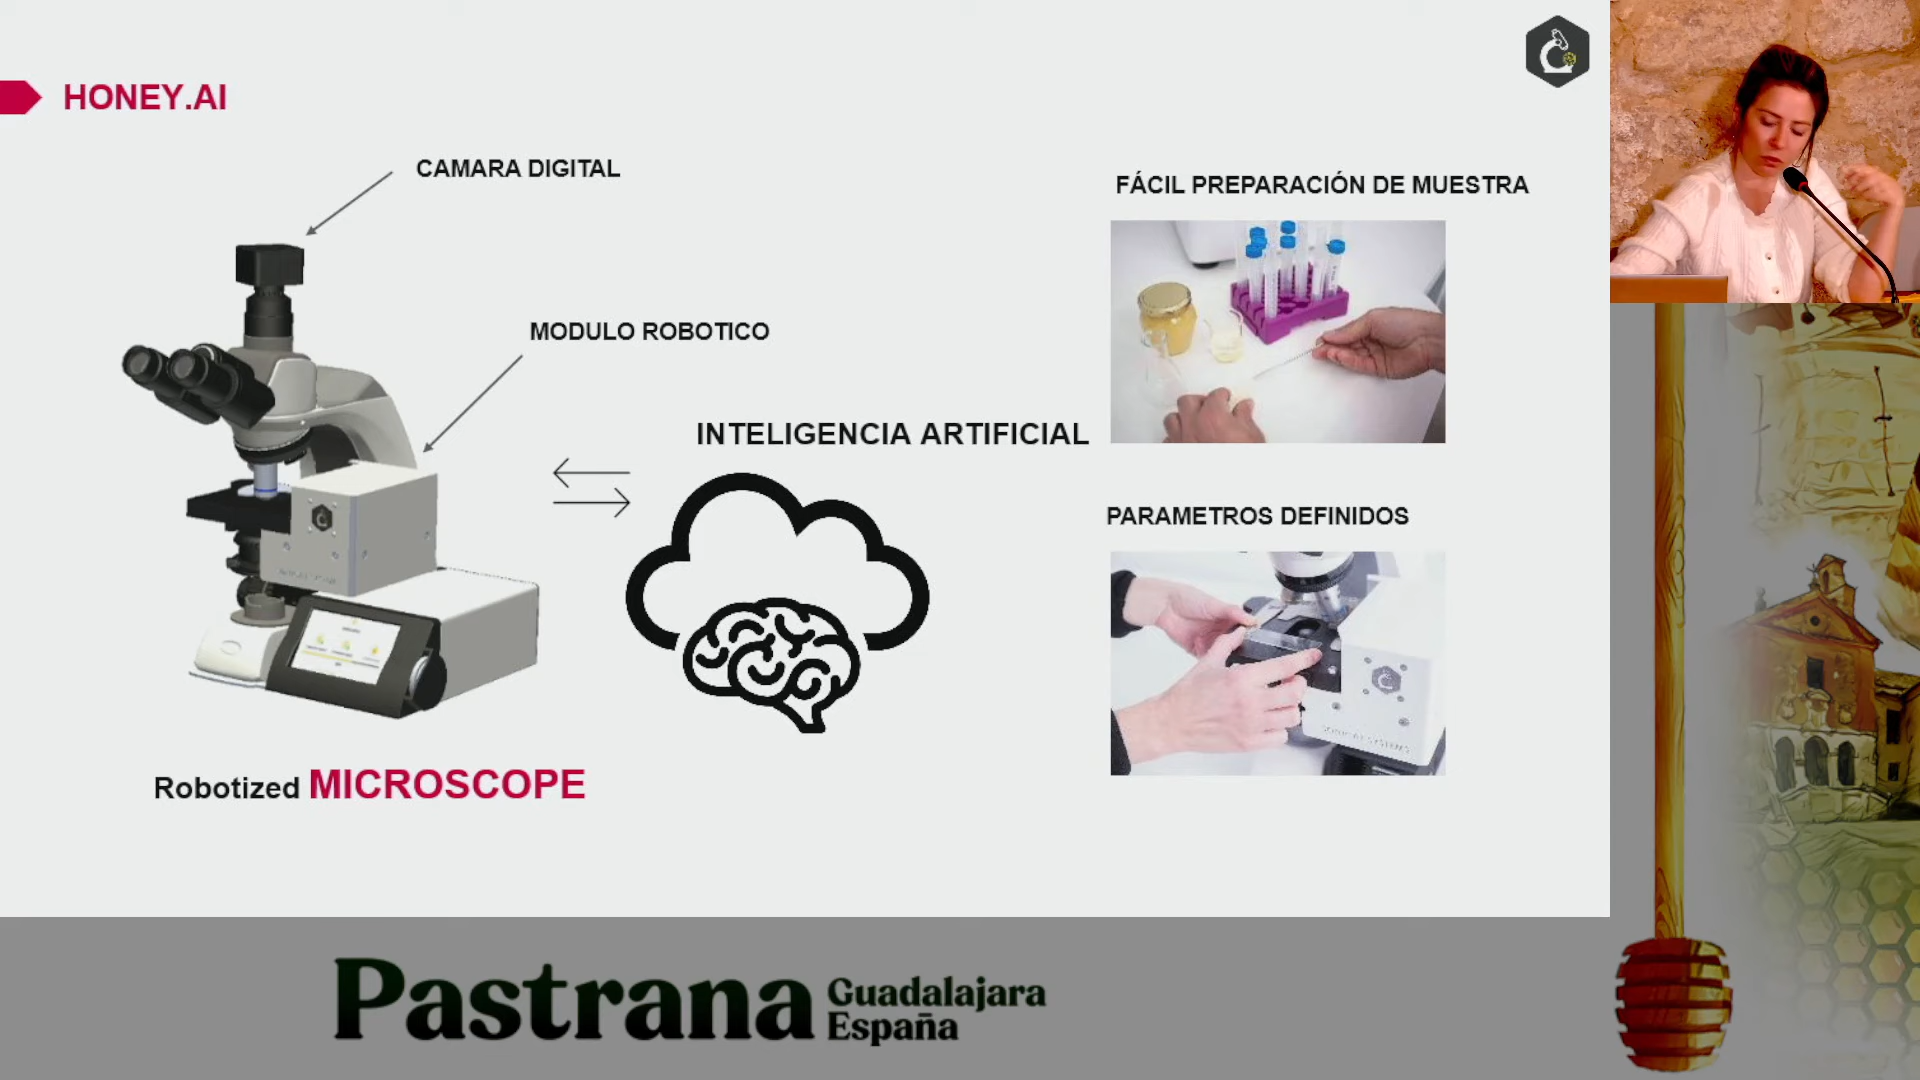 HONEY.AI
CAMARA DIGITAL
MODULO ROBOTICO
INTELIGENCIA ARTIFICIAL
Robotized MICROSCOPE
FÁCIL PREPARACIÓN DE MUESTRA
PARAMETROS DEFINIDOS
Pastrana
Guadalajara
España